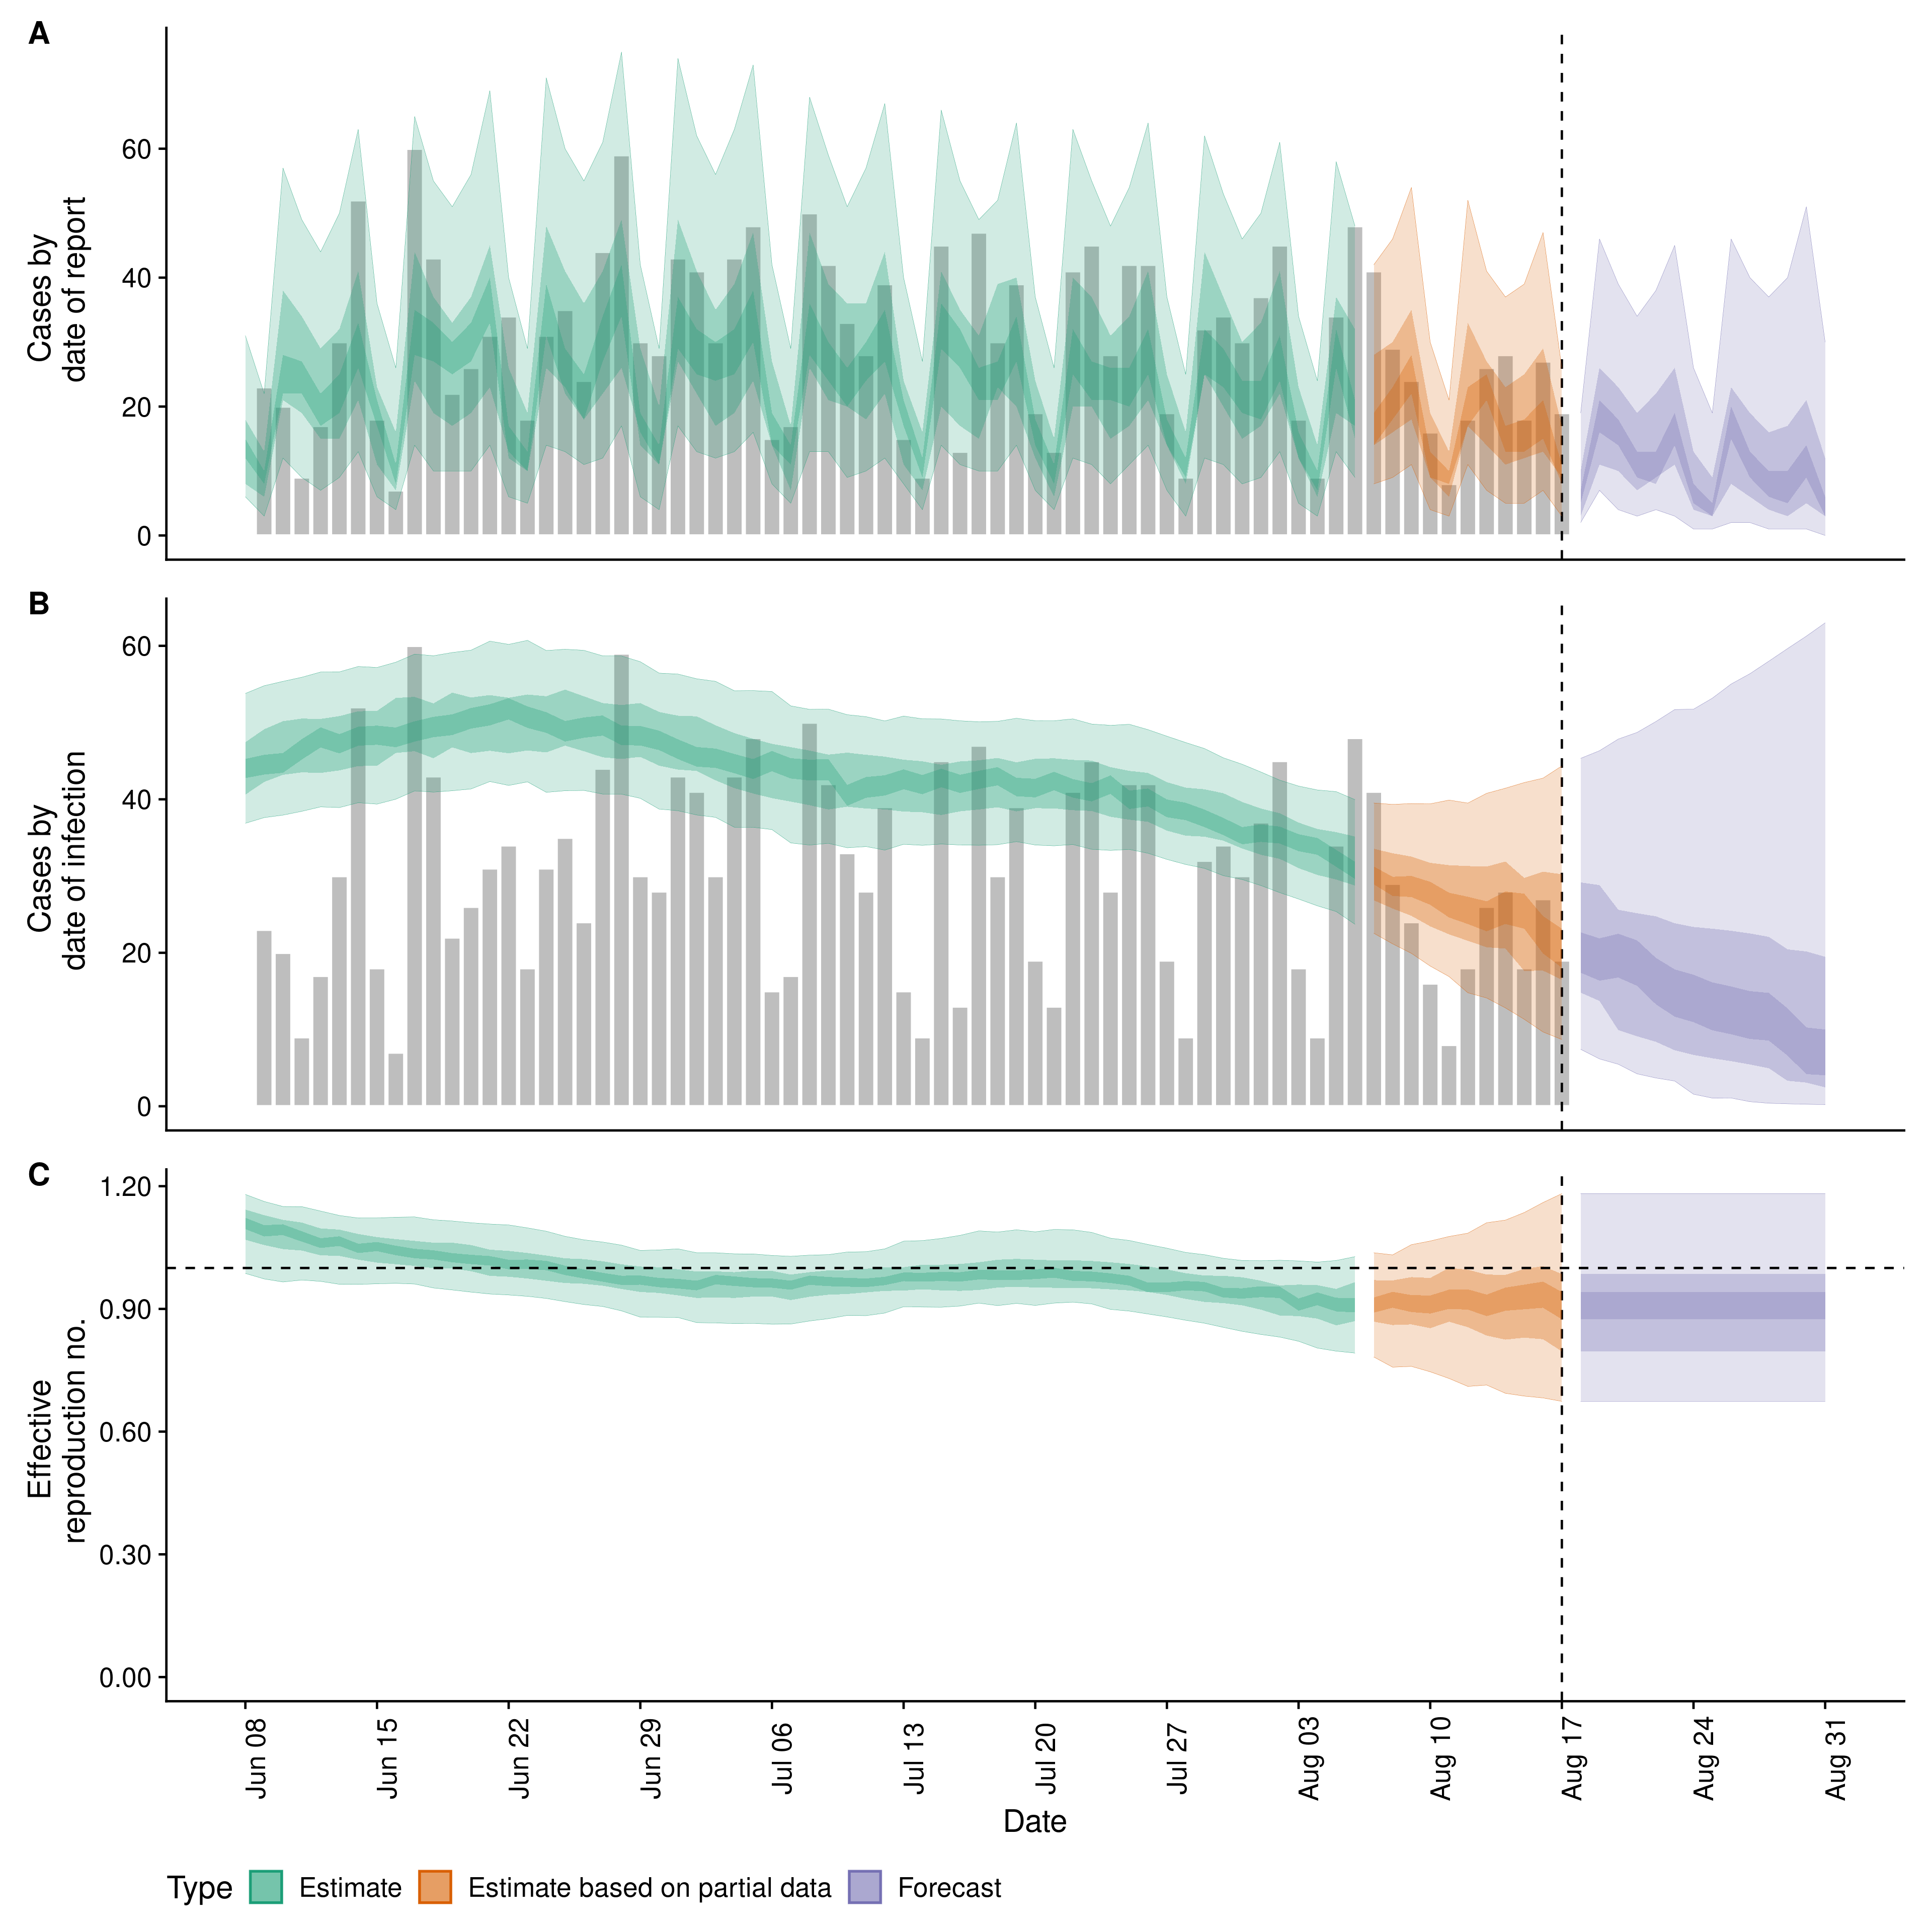 A
Cases by
date of report
60
40
20
0
B
Cases by
date of infection
60
40
20
0
C
Effective
reproduction no.
1.20
0.90
0.60
0.30
0.00
Jun 08
Jun 15
Jun 22
Jun 29
Jul 06
Jul 13
Jul 20
Jul 27
Aug 03
Aug 10
Aug 17
Aug 24
Aug 31
Date
Type Estimate Estimate based on partial data Forecast